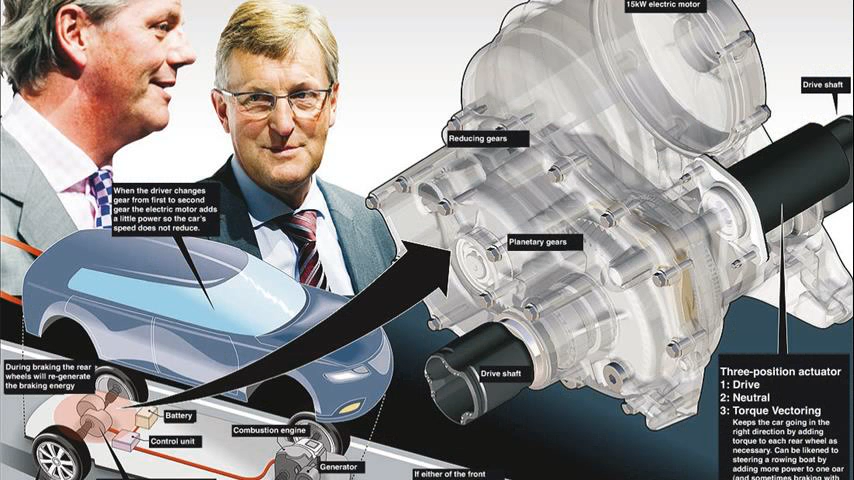 15kW electric motor
Drive shaft
Reducing gears
When the driver changes
gear from first to second
gear the electric motor adds
a little power so the car's
speed does not reduce.
Planetary gears
During braking the rear
wheels will re-generate
the braking energy
Drive shaft
Battery
Control unit
Combustion engine
Generator
Three-position actuator
1: Drive
2: Neutral
3: Torque Vectoring
Keeps the car going in the
right direction by adding
torque to each rear wheel as
necessary. Can be likened to
steering a rowing boat by
adding more power to one oar
(and sometimes braking with
If either of the front